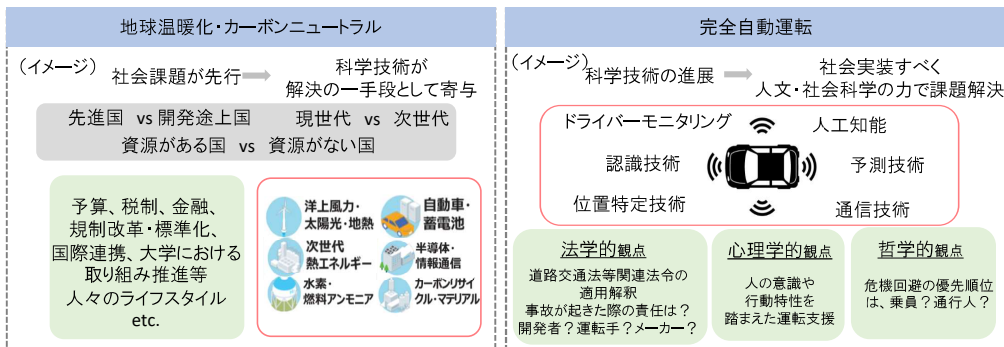 地球温暖化・カーボンニュートラル
（イメージ）
社会課題が先行
科学技術が
解決の一手段として寄与
先進国 vs 開発途上国 現世代 vs 次世代
資源がある国 vs 資源がない国
予算、税制、金融、
規制改革・標準化、
国際連携、大学における
取り組み推進等
人々のライフスタイル
etc.
洋上風力・
太陽光・地熱
自動車・
蓄電池
次世代
熱エネルギー
半導体・
情報通信
水素・
燃料アンモニア
カーボンリサイ
クル・マテリアル
完全自動運転
（イメージ）
科学技術の進展
社会実装すべく
人文・社会科学の力で課題解決
ドライバーモニタリング
人工知能
認識技術
予測技術
位置特定技術
通信技術
法学的観点
道路交通法等関連法令の
適用解釈
事故が起きた際の責任は？
開発者？運転手？メーカー？
心理学的観点
人の意識や
行動特性を
踏まえた運転支援
哲学的観点
危機回避の優先順位
は、乗員？通行人？